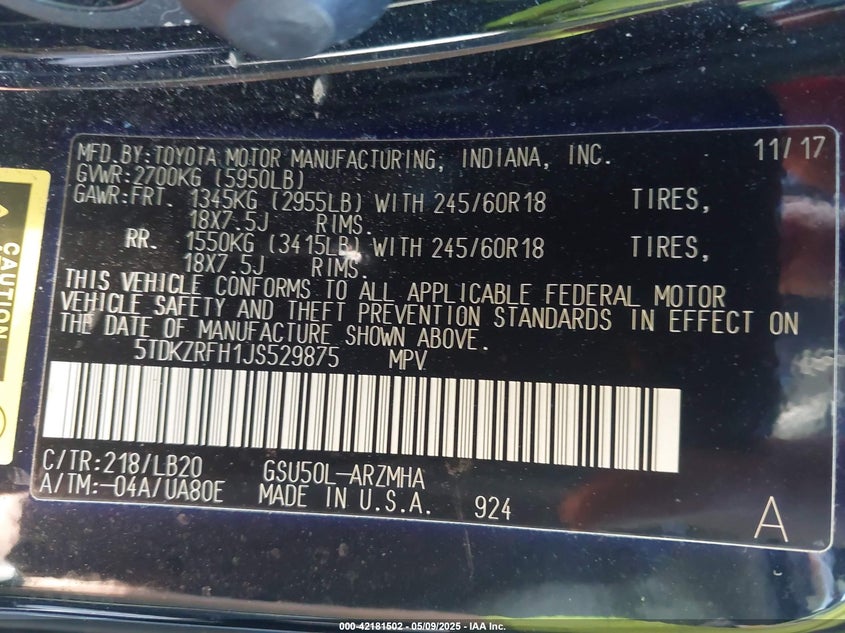 MFD.BY:TOYOTA MOTOR MANUFACTURING, INDIANA, INC. 11/17
GVWR:2700KG (5950LB)
GAWR:FRT. 1345KG (2955LB) WITH 245/60R18 TIRES,
18X7.5J RIMS.
RR. 1550KG (3415LB) WITH 245/60R18 TIRES,
18X7.5J RIMS.
THIS VEHICLE CONFORMS TO ALL APPLICABLE FEDERAL MOTOR
VEHICLE SAFETY AND THEFT PREVENTION STANDARDS IN EFFECT ON
THE DATE OF MANUFACTURE SHOWN ABOVE.
5TDKZRFH1JS529875 MPV
C/TR:218/LB20 GSU50L-ARZMHA
A/TM:-04A/UA80E MADE IN U.S.A. 924
A
CAUTION
000-42181502 - 05/09/2025 - IAA Inc.